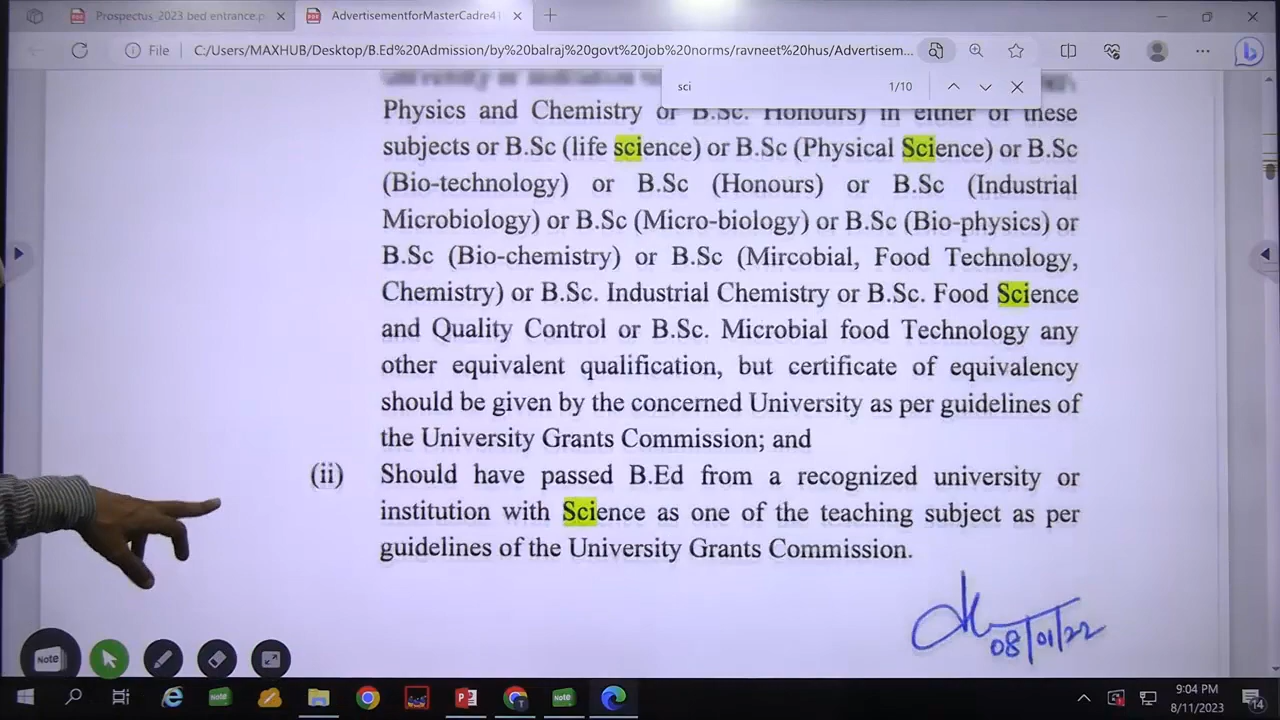 Prospectus_2023 bed entrance.p
AdvertisementforMasterCadre41
File C:/Users/MAXHUB/Desktop/B.Ed%20Admission/by%20balraj%20govt%20job%20norms/ravneet%20hus/Advertisem...
sci 1/10
Physics and Chemistry or B.Sc. Honours) in either of these
subjects or B.Sc (life science) or B.Sc (Physical Science) or B.Sc
(Bio-technology) or B.Sc (Honours) or B.Sc (Industrial
Microbiology) or B.Sc (Micro-biology) or B.Sc (Bio-physics) or
B.Sc (Bio-chemistry) or B.Sc (Mircobial, Food Technology,
Chemistry) or B.Sc. Industrial Chemistry or B.Sc. Food Science
and Quality Control or B.Sc. Microbial food Technology any
other equivalent qualification, but certificate of equivalency
should be given by the concerned University as per guidelines of
the University Grants Commission; and
(ii) Should have passed B.Ed from a recognized university or
institution with Science as one of the teaching subject as per
guidelines of the University Grants Commission.
08/01/22
Note
Note Note
9:04 PM
8/11/2023
14